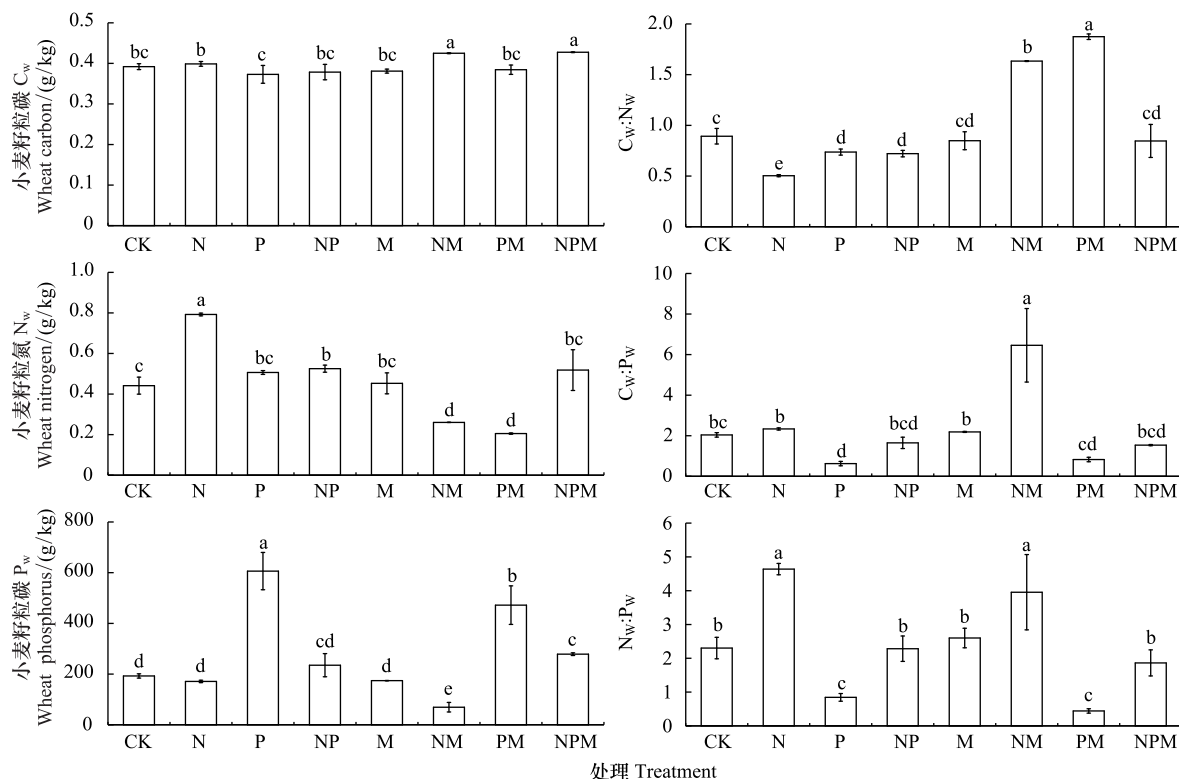 小麦籽粒碳 Cw
Wheat carbon/(g/kg)
0.5
0.4
0.3
0.2
0.1
0
bc b c bc bc a bc a
CK N P NP M NM PM NPM
Cw:Nw
2.0
1.5
1.0
0.5
0
c e d d cd b a cd
CK N P NP M NM PM NPM
小麦籽粒氮 Nw
Wheat nitrogen/(g/kg)
1.0
0.8
0.6
0.4
0.2
0
c a bc b bc d d bc
CK N P NP M NM PM NPM
Cw:Pw
10
8
6
4
2
0
bc b d bcd b a cd bcd
CK N P NP M NM PM NPM
小麦籽粒碳 Pw
Wheat phosphorus/(g/kg)
800
600
400
200
0
d d a cd d e b c
CK N P NP M NM PM NPM
Nw:Pw
6
5
4
3
2
1
0
b a c b b a c b
CK N P NP M NM PM NPM
处理 Treatment